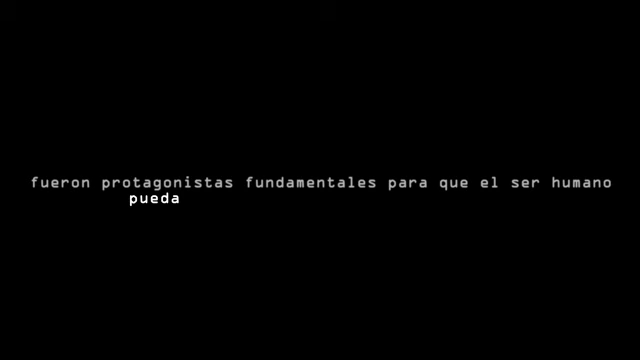 fueron protagonistas fundamentales para que el ser humano
pueda